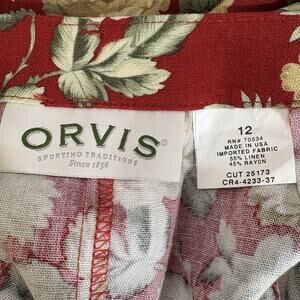 ORVIS®
SPORTING TRADITIONS
Since 1856
12
RN# 70534
MADE IN USA
IMPORTED FABRIC
55% LINEN
45% RAYON
CUT 25173
CR4-4233-37